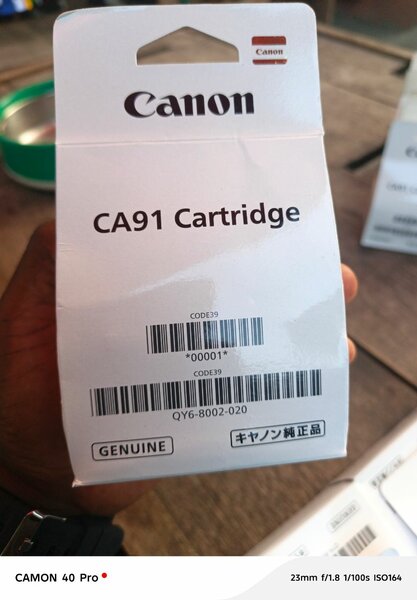 Canon
Canon
CA91 Cartridge
CODE39
*00001*
CODE39
QY6-8002-020
GENUINE
キヤノン純正品
CAMON 40 Pro
23mm f/1.8 1/100s ISO164